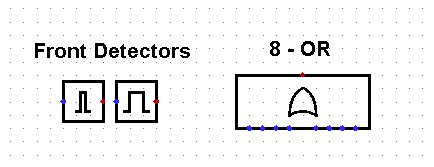 Front Detectors
8 - OR